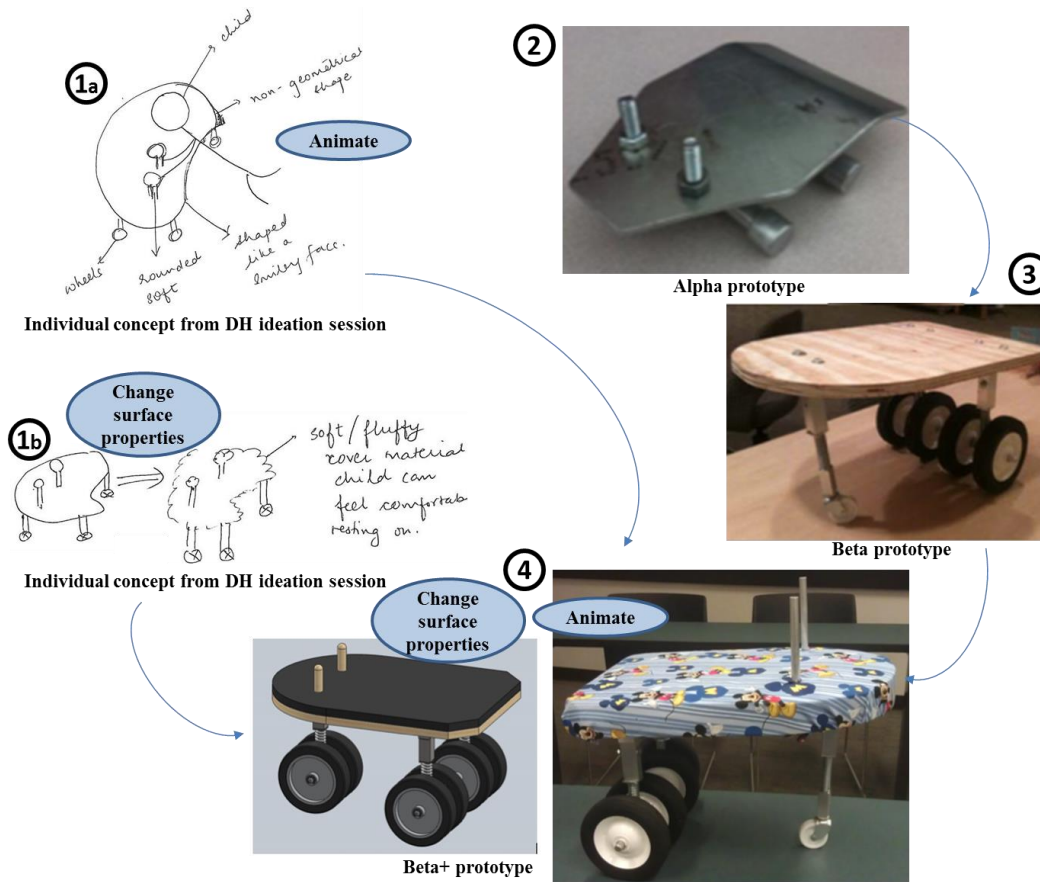 1a
child
non-geometrical
shape
Animate
wheels
rounded
soft
shaped
like a
smiley face.
Individual concept from DH ideation session
2
Alpha prototype
3
Beta prototype
Change
surface
properties
1b
soft/fluffy
cover material
child can
feel comfortab
resting on.
Individual concept from DH ideation session
4
Change
surface
properties
Animate
Beta+ prototype